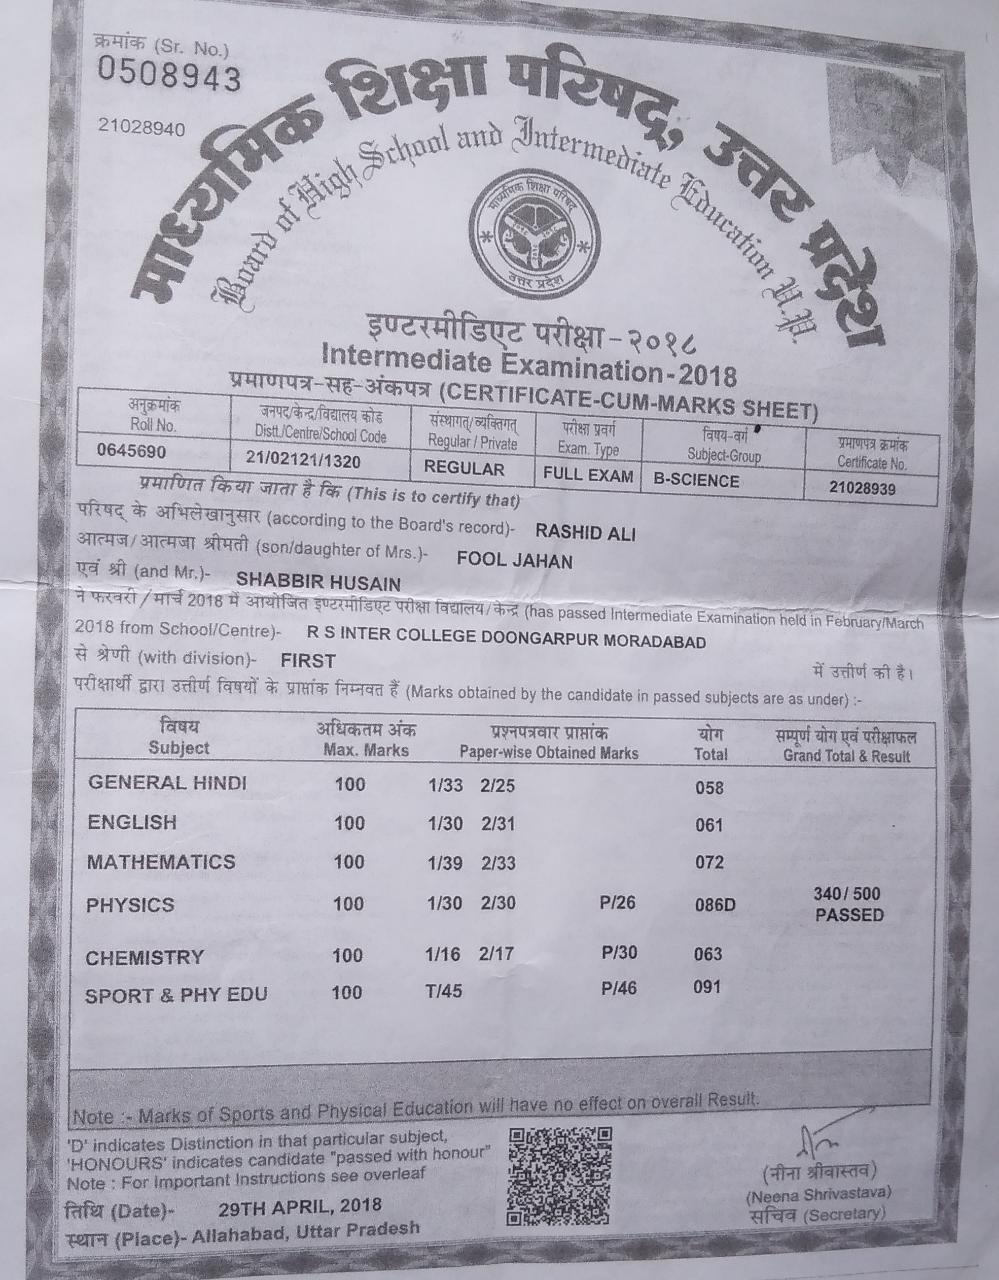 क्रमांक (Sr. No.)
0508943
21028940
माध्यमिक शिक्षा परिषद्, उत्तर प्रदेश
Board of High School and Intermediate Education U.P.
माध्यमिक शिक्षा परिषद
उत्तर प्रदेश
इण्टरमीडिएट परीक्षा-२०१८
Intermediate Examination-2018
प्रमाणपत्र-सह-अंकपत्र (CERTIFICATE-CUM-MARKS SHEET)
अनुक्रमांक जनपद/केन्द्र/विद्यालय कोड संस्थागत्/व्यक्तिगत् परीक्षा प्रवर्ग विषय-वर्ग प्रमाणपत्र क्रमांक
Roll No. Distt./Centre/School Code Regular / Private Exam. Type Subject-Group Certificate No.
0645690 21/02121/1320 REGULAR FULL EXAM B-SCIENCE 21028939
प्रमाणित किया जाता है कि (This is to certify that)
परिषद् के अभिलेखानुसार (according to the Board's record)- RASHID ALI
आत्मज/आत्मजा श्रीमती (son/daughter of Mrs.)- FOOL JAHAN
एवं श्री (and Mr.)- SHABBIR HUSAIN
ने फरवरी/मार्च 2018 में आयोजित इण्टरमीडिएट परीक्षा विद्यालय/केन्द्र (has passed Intermediate Examination held in February/March
2018 from School/Centre)- R S INTER COLLEGE DOONGARPUR MORADABAD
से श्रेणी (with division)- FIRST में उत्तीर्ण की है।
परीक्षार्थी द्वारा उत्तीर्ण विषयों के प्राप्तांक निम्नवत हैं (Marks obtained by the candidate in passed subjects are as under) :-
विषय अधिकतम अंक प्रश्नपत्रवार प्राप्तांक योग सम्पूर्ण योग एवं परीक्षाफल
Subject Max. Marks Paper-wise Obtained Marks Total Grand Total & Result
GENERAL HINDI 100 1/33 2/25 058
ENGLISH 100 1/30 2/31 061
MATHEMATICS 100 1/39 2/33 072
PHYSICS 100 1/30 2/30 P/26 086D 340/500
PASSED
CHEMISTRY 100 1/16 2/17 P/30 063
SPORT & PHY EDU 100 T/45 P/46 091
Note :- Marks of Sports and Physical Education will have no effect on overall Result.
'D' indicates Distinction in that particular subject,
'HONOURS' indicates candidate "passed with honour"
Note : For Important Instructions see overleaf
तिथि (Date)- 29TH APRIL, 2018
स्थान (Place)- Allahabad, Uttar Pradesh
(नीना श्रीवास्तव)
(Neena Shrivastava)
सचिव (Secretary)